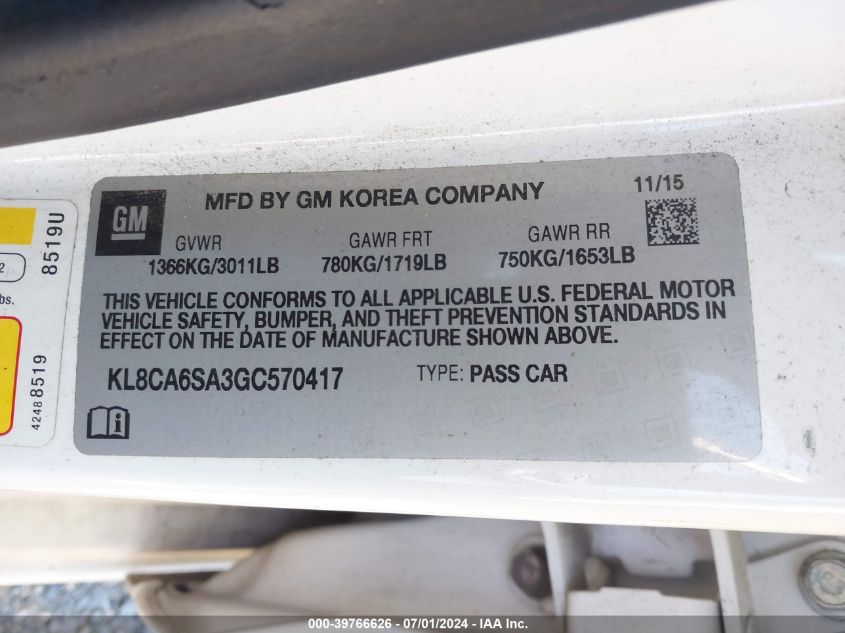 GM
MFD BY GM KOREA COMPANY
11/15
GVWR
GAWR FRT
GAWR RR
1366KG/3011LB
780KG/1719LB
750KG/1653LB
THIS VEHICLE CONFORMS TO ALL APPLICABLE U.S. FEDERAL MOTOR
VEHICLE SAFETY, BUMPER, AND THEFT PREVENTION STANDARDS IN
EFFECT ON THE DATE OF MANUFACTURE SHOWN ABOVE.
KL8CA6SA3GC570417
TYPE: PASS CAR
i
8519U
2..
bs.
42488519
000-39766626 - 07/01/2024 - IAA Inc.